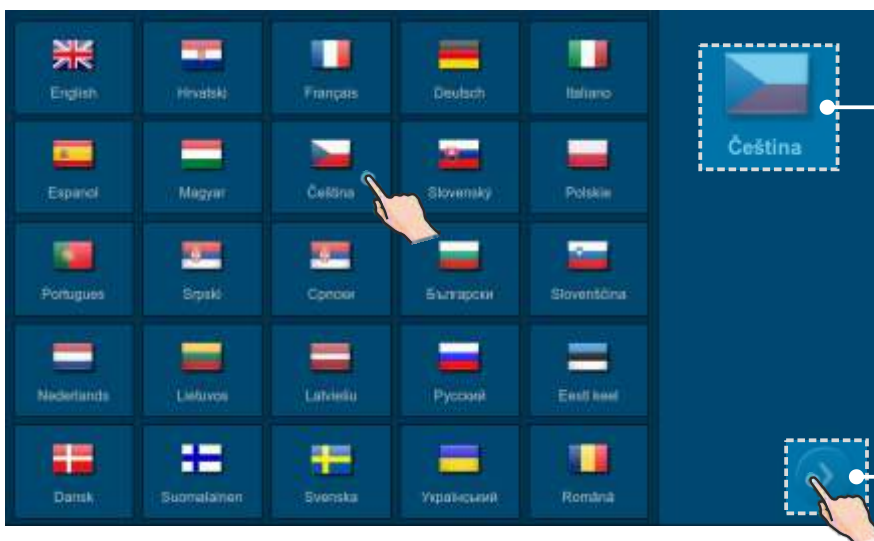 English Hrvatski Français Deutsch Italiano
Čeština
Espanol Magyar Čeština Slovenský Polskie
Portugues Srpski Српски Български Slovenščina
Nederlands Lietuvos Latviešu Русский Eesti keel
Dansk Suomalainen Svenska Український Română